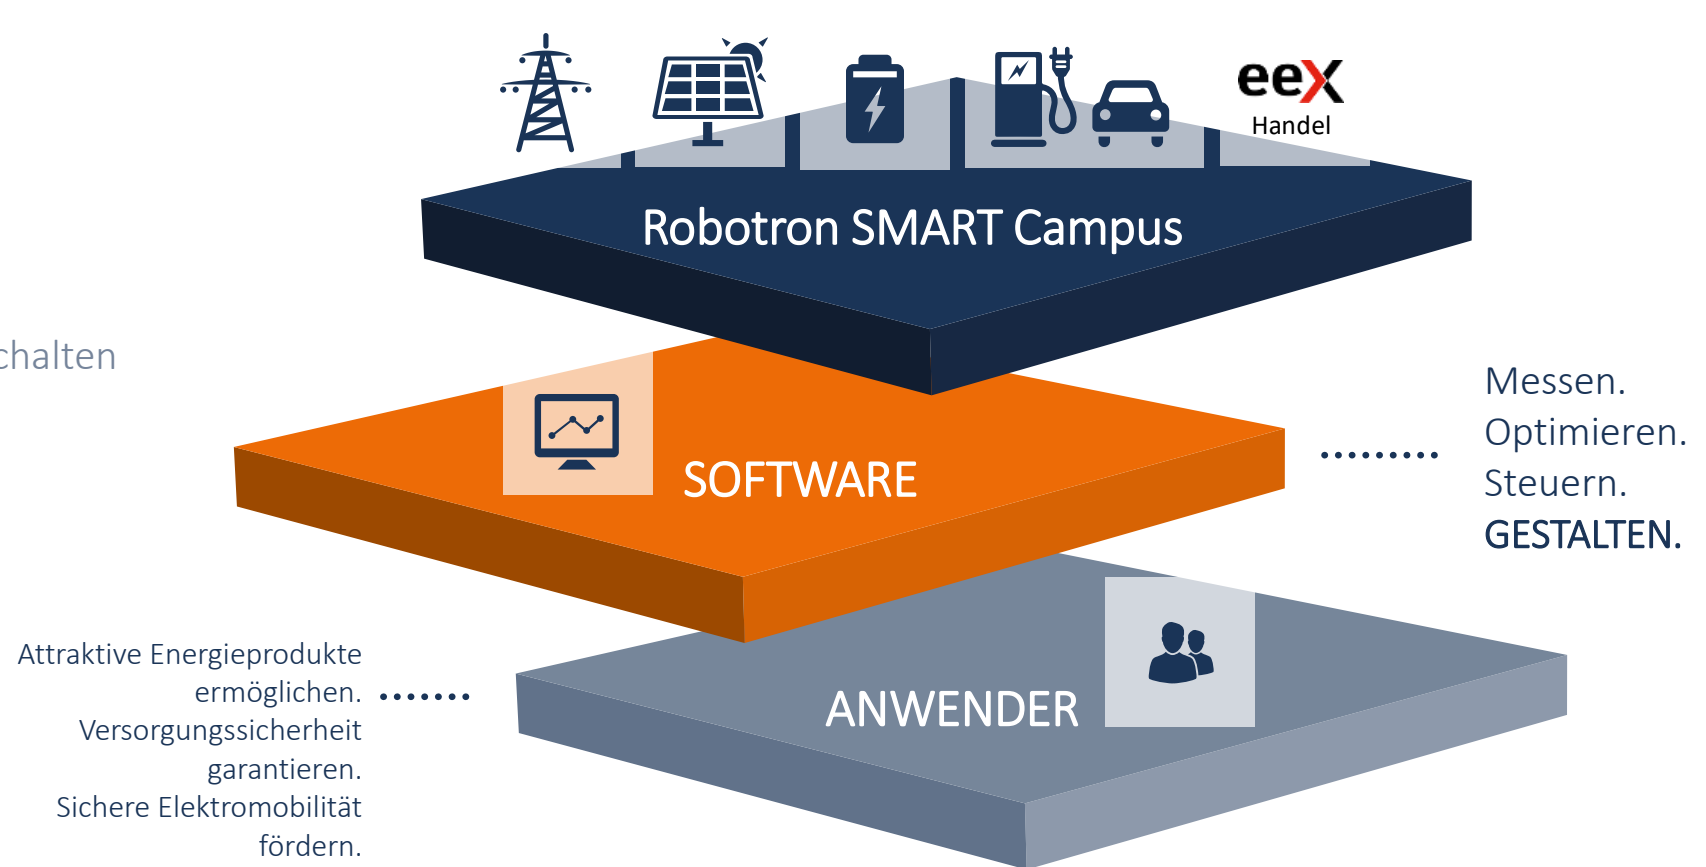 eex
Handel
Robotron SMART Campus
chalten
Messen.
Optimieren.
Steuern.
GESTALTEN.
SOFTWARE
Attraktive Energieprodukte
ermöglichen.
Versorgungssicherheit
garantieren.
Sichere Elektromobilität
fördern.
ANWENDER